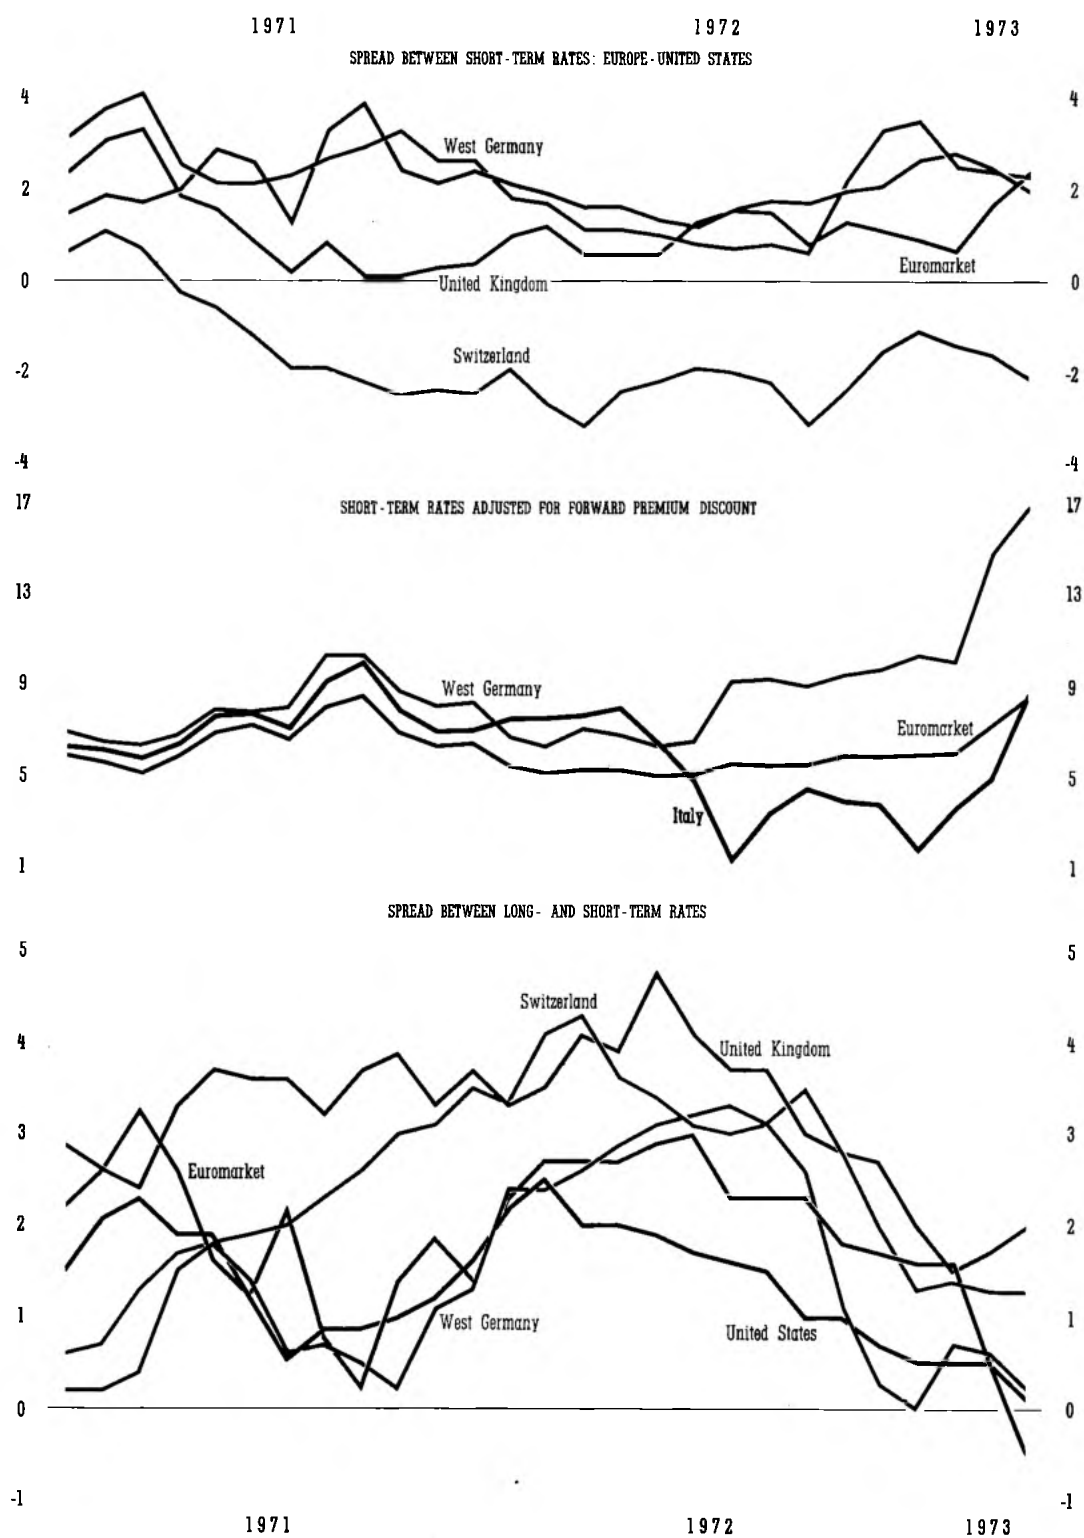 1971 1972 1973
SPREAD BETWEEN SHORT-TERM RATES: EUROPE-UNITED STATES
4 4
West Germany
2 2
Euromarket
0 United Kingdom 0
Switzerland
-2 -2
-4 -4
17 17
SHORT-TERM RATES ADJUSTED FOR FORWARD PREMIUM DISCOUNT
13 13
9 West Germany 9
Euromarket
5 5
Italy
1 1
SPREAD BETWEEN LONG- AND SHORT-TERM RATES
5 5
Switzerland
4 United Kingdom 4
3 3
Euromarket
2 2
1 West Germany 1
United States
0 0
-1 -1
1971 1972 1973